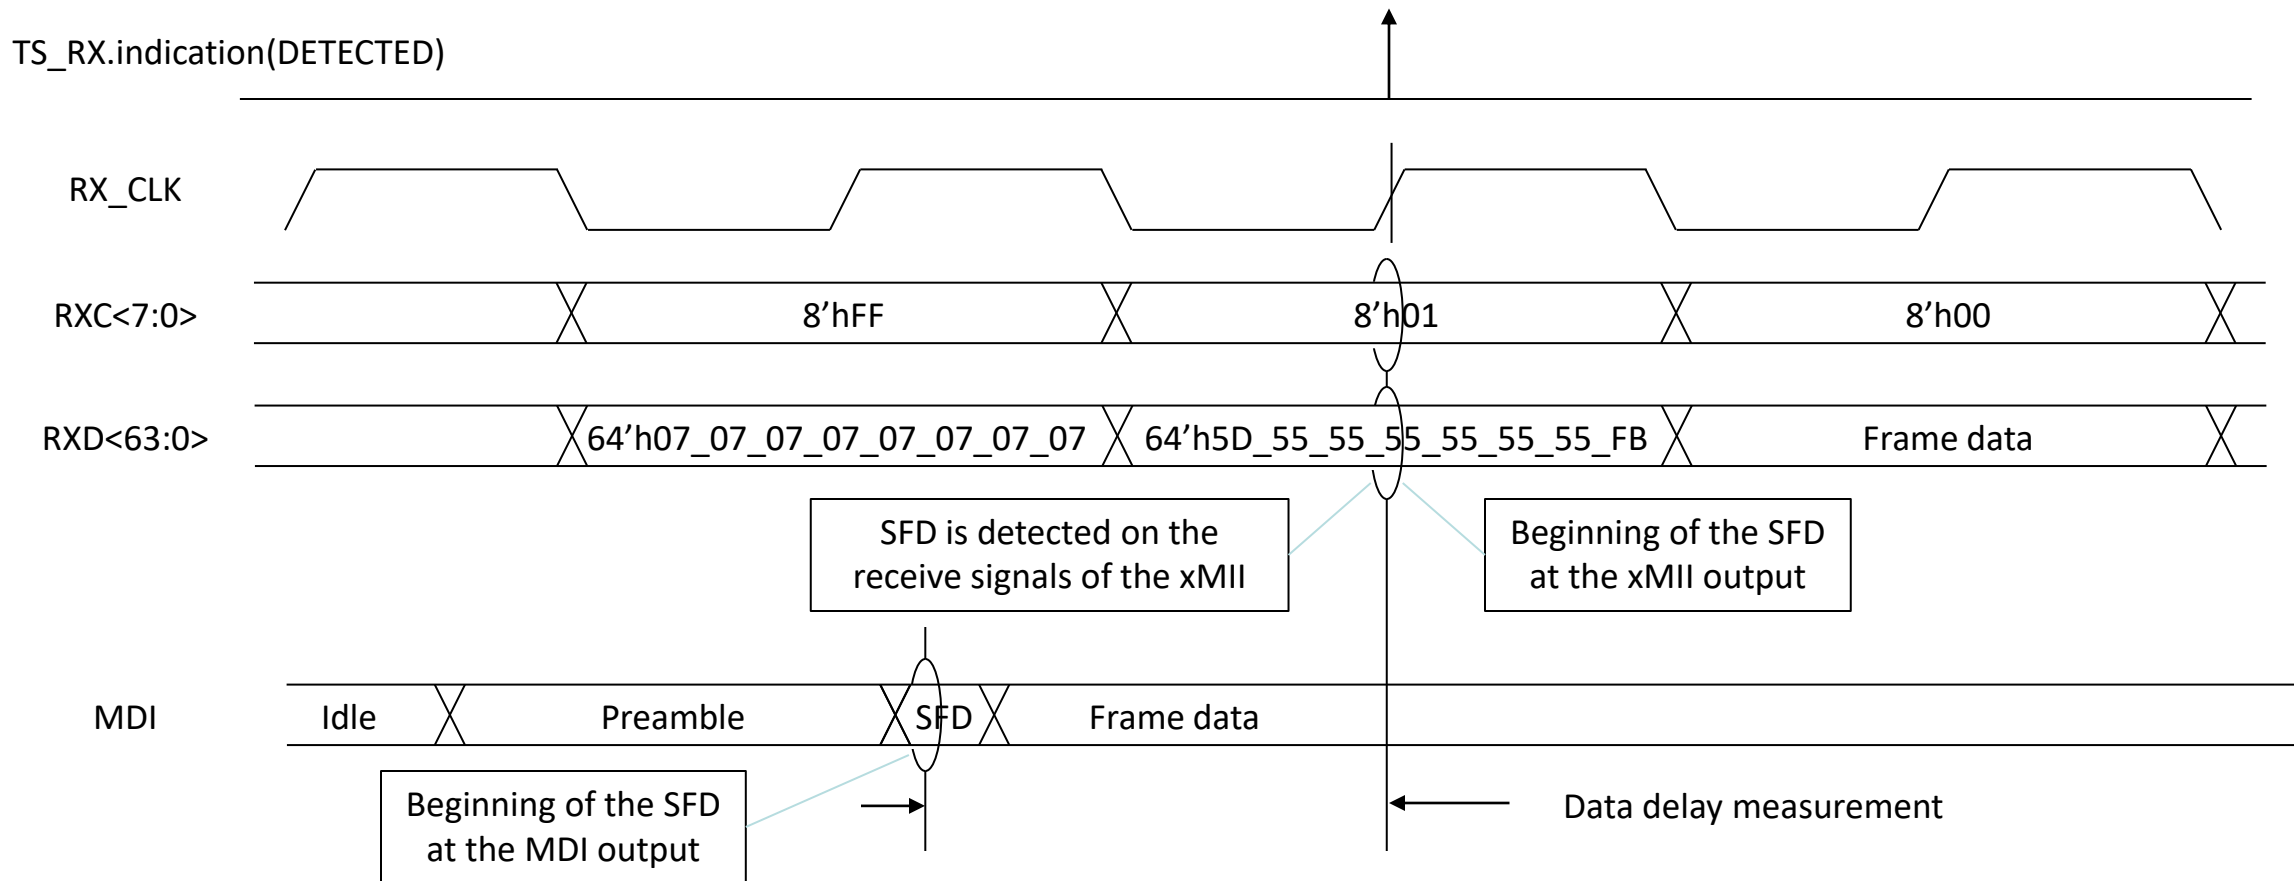 TS_RX.indication(DETECTED)
RX_CLK
RXC<7:0>
8’hFF
8’h01
8’h00
RXD<63:0>
64’h07_07_07_07_07_07_07_07
64’h5D_55_55_55_55_55_55_FB
Frame data
SFD is detected on the
receive signals of the xMII
Beginning of the SFD
at the xMII output
MDI
Idle
Preamble
SFD
Frame data
Beginning of the SFD
at the MDI output
Data delay measurement